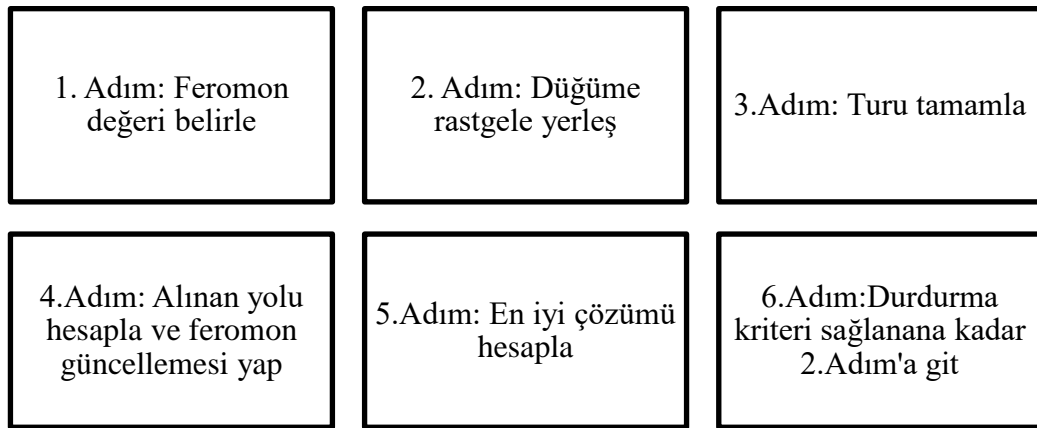 1. Adım: Feromon
değeri belirle
2. Adım: Düğüme
rastgele yerleş
3.Adım: Turu tamamla
4.Adım: Alınan yolu
hesapla ve feromon
güncellemesi yap
5.Adım: En iyi çözümü
hesapla
6.Adım:Durdurma
kriteri sağlanana kadar
2.Adım'a git